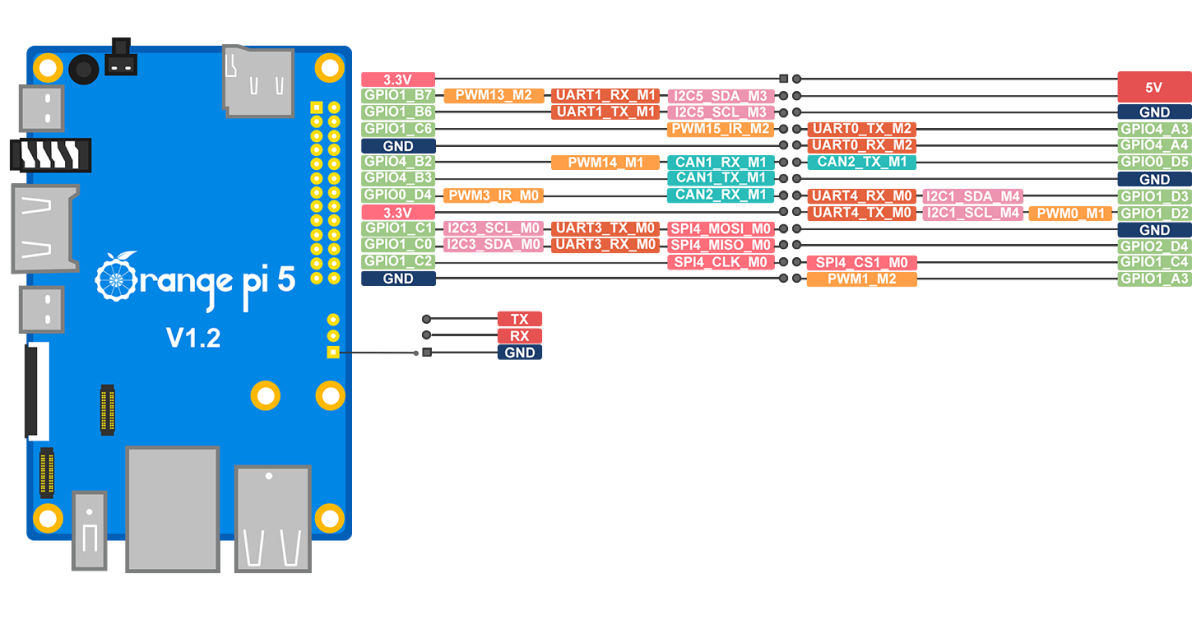 3.3V 5V
GPIO1_B7 PWM13_M2 UART1_RX_M1 I2C5_SDA_M3
GPIO1_B6 UART1_TX_M1 I2C5_SCL_M3 GND
GPIO1_C6 PWM15_IR_M2 UART0_TX_M2 GPIO4_A3
GND UART0_RX_M2 GPIO4_A4
GPIO4_B2 PWM14_M1 CAN1_RX_M1 CAN2_TX_M1 GPIO0_D5
GPIO4_B3 CAN1_TX_M1 GND
GPIO0_D4 PWM3_IR_M0 CAN2_RX_M1 UART4_RX_M0 I2C1_SDA_M4 GPIO1_D3
3.3V UART4_TX_M0 I2C1_SCL_M4 PWM0_M1 GPIO1_D2
GPIO1_C1 I2C3_SCL_M0 UART3_TX_M0 SPI4_MOSI_M0 GND
GPIO1_C0 I2C3_SDA_M0 UART3_RX_M0 SPI4_MISO_M0 GPIO2_D4
GPIO1_C2 SPI4_CLK_M0 SPI4_CS1_M0 GPIO1_C4
GND PWM1_M2 GPIO1_A3
Orange pi 5
V1.2
TX
RX
GND